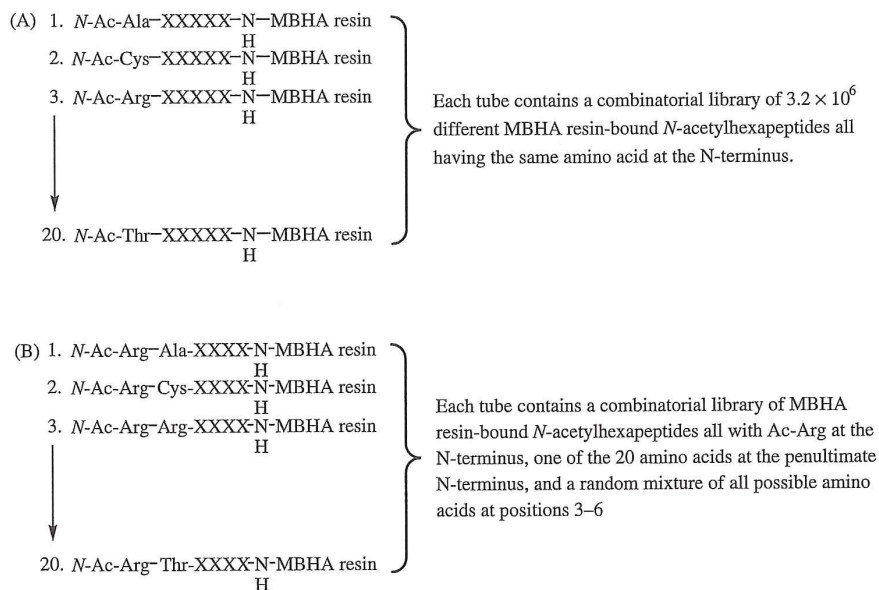 (A) 1. N-Ac-Ala–XXXXX–N–MBHA resin
H
2. N-Ac-Cys–XXXXX–N–MBHA resin
H
3. N-Ac-Arg–XXXXX–N–MBHA resin
H
20. N-Ac-Thr–XXXXX–N–MBHA resin
H
Each tube contains a combinatorial library of 3.2 × 10⁶
different MBHA resin-bound N-acetylhexapeptides all
having the same amino acid at the N-terminus.
(B) 1. N-Ac-Arg–Ala-XXXX-N-MBHA resin
H
2. N-Ac-Arg-Cys-XXXX-N-MBHA resin
H
3. N-Ac-Arg–Arg-XXXX-N-MBHA resin
H
20. N-Ac-Arg–Thr-XXXX-N-MBHA resin
H
Each tube contains a combinatorial library of MBHA
resin-bound N-acetylhexapeptides all with Ac-Arg at the
N-terminus, one of the 20 amino acids at the penultimate
N-terminus, and a random mixture of all possible amino
acids at positions 3–6